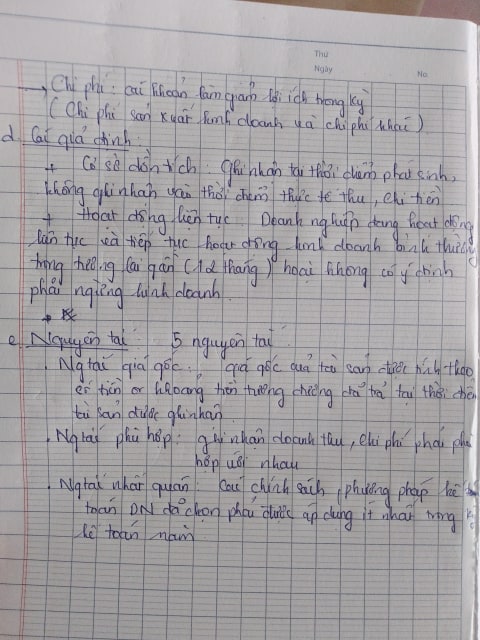 Thứ
Ngày
No.
→ Chi phí : các khoản làm giảm lợi ích trong kỳ
( Chi phí sản xuất kinh doanh và chi phí khác )
d. Các giả định :
+ Cơ sở dồn tích : Ghi nhận tại thời điểm phát sinh,
không ghi nhận vào thời điểm thực tế thu, chi tiền
+ Hoạt động liên tục : Doanh nghiệp đang hoạt động
liên tục và tiếp tục hoạt động kinh doanh bình thường
trong tương lai gần (12 tháng) hoặc không có ý định
phải ngừng kinh doanh
e. Nguyên tắc : 5 nguyên tắc :
. Ng tắc giá gốc : giá gốc của tài sản được tính theo
số tiền or khoảng tiền tương đương đã trả tại thời điểm
tài sản được ghi nhận
. Ng tắc phù hợp : ghi nhận doanh thu, chi phí phải phù
hợp với nhau
. Ng tắc nhất quán : Các chính sách, phương pháp kế
toán DN đã chọn phải được áp dụng ít nhất trong kỳ
kế toán năm